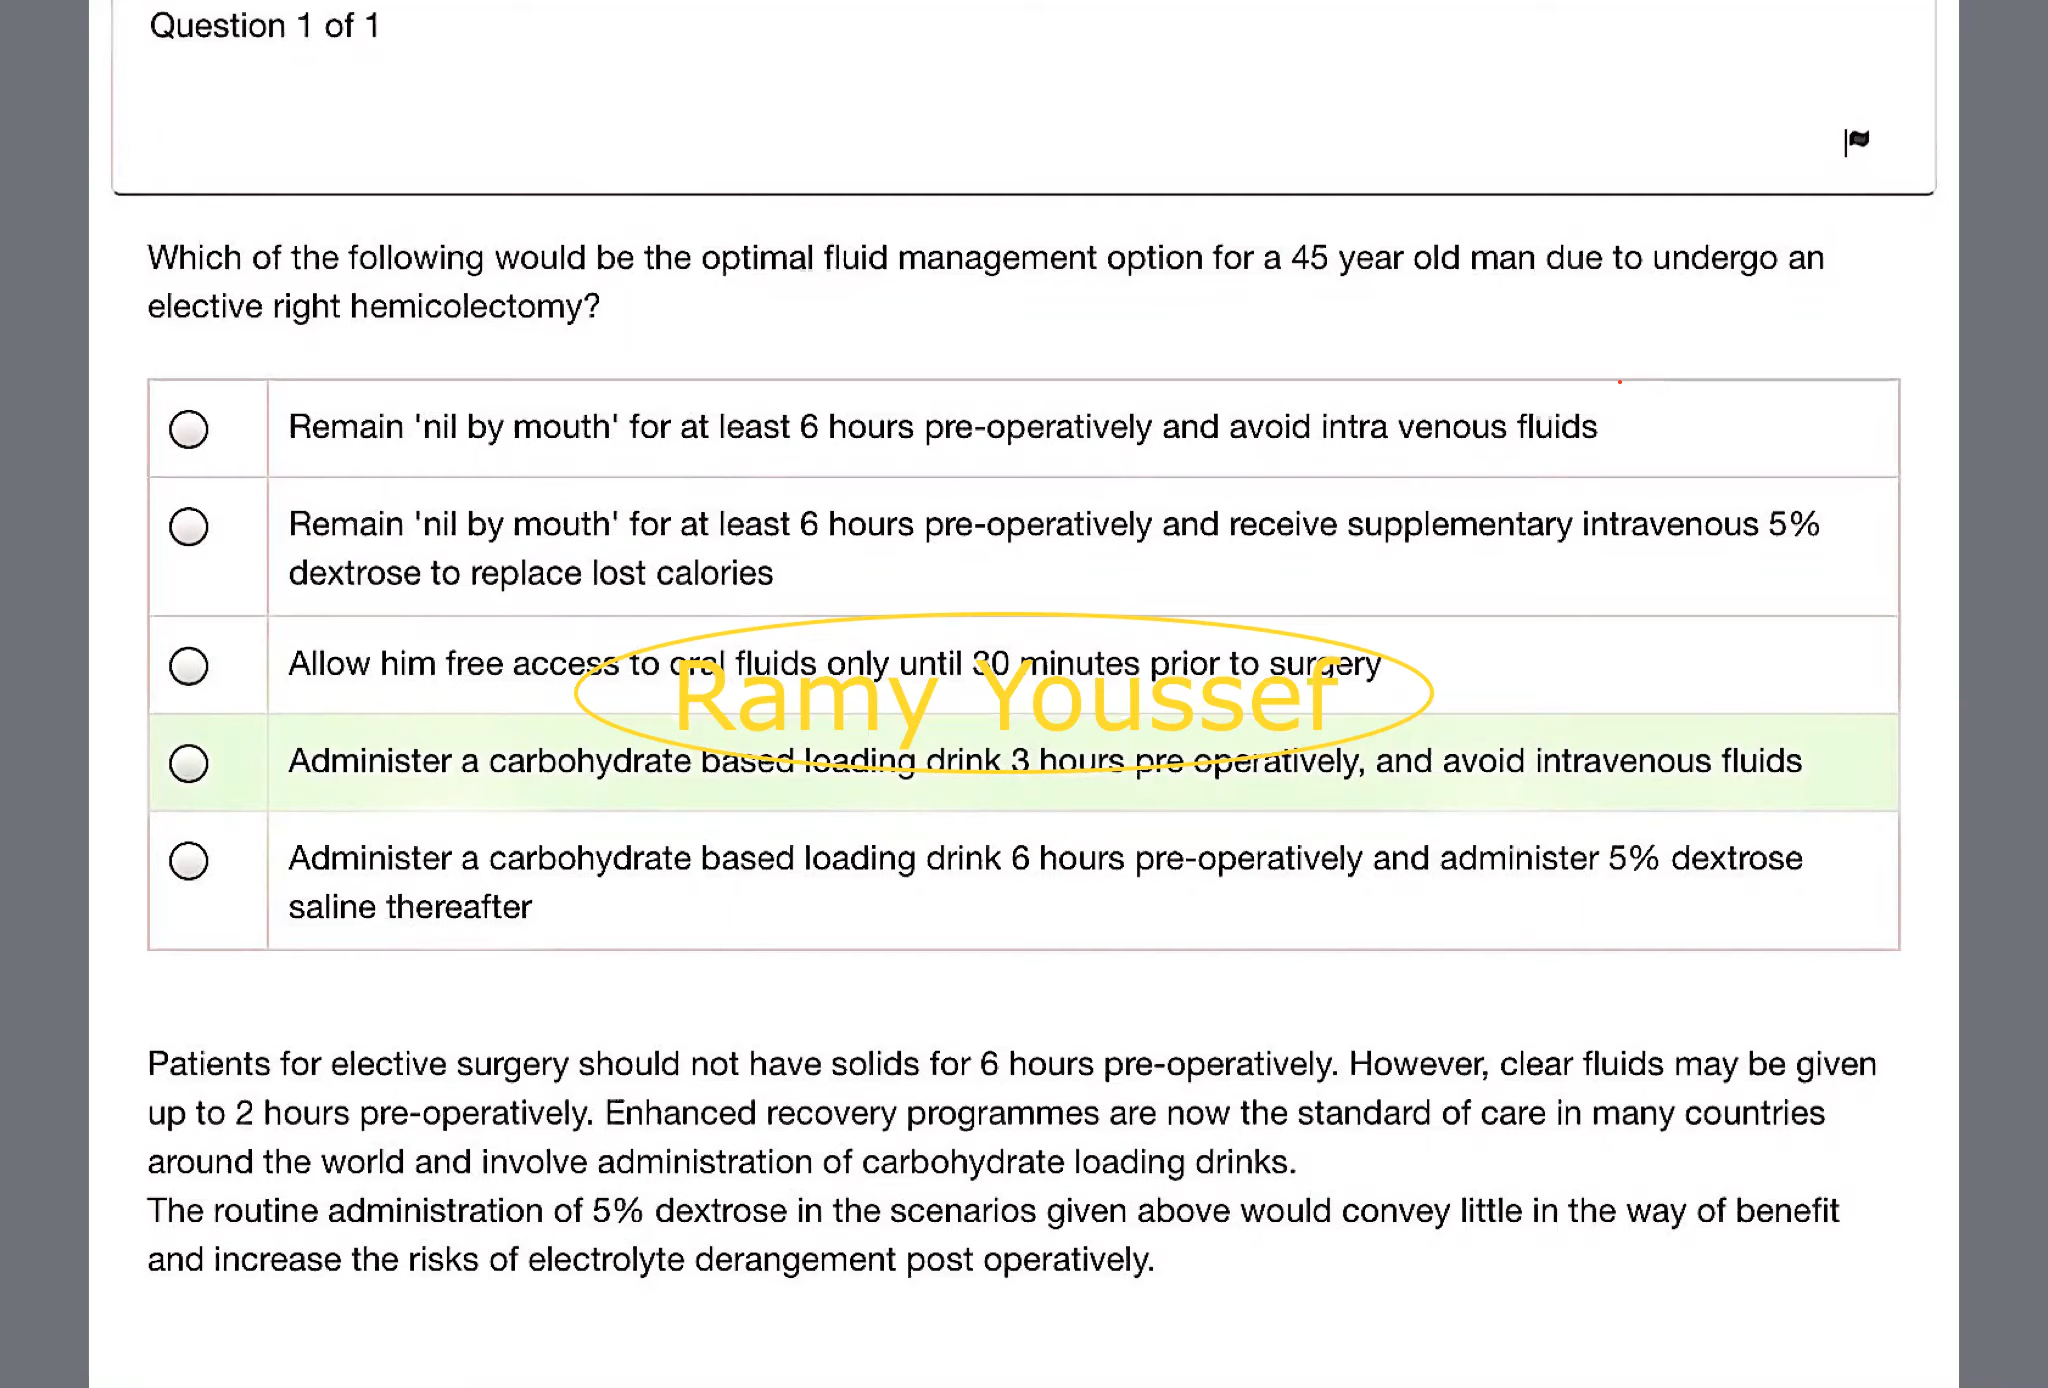 Question 1 of 1
Which of the following would be the optimal fluid management option for a 45 year old man due to undergo an
elective right hemicolectomy?
Remain 'nil by mouth' for at least 6 hours pre-operatively and avoid intra venous fluids
Remain 'nil by mouth' for at least 6 hours pre-operatively and receive supplementary intravenous 5%
dextrose to replace lost calories
Allow him free access to oral fluids only until 30 minutes prior to surgery
Ramy Youssef
Administer a carbohydrate based loading drink 3 hours pre operatively, and avoid intravenous fluids
Administer a carbohydrate based loading drink 6 hours pre-operatively and administer 5% dextrose
saline thereafter
Patients for elective surgery should not have solids for 6 hours pre-operatively. However, clear fluids may be given
up to 2 hours pre-operatively. Enhanced recovery programmes are now the standard of care in many countries
around the world and involve administration of carbohydrate loading drinks.
The routine administration of 5% dextrose in the scenarios given above would convey little in the way of benefit
and increase the risks of electrolyte derangement post operatively.